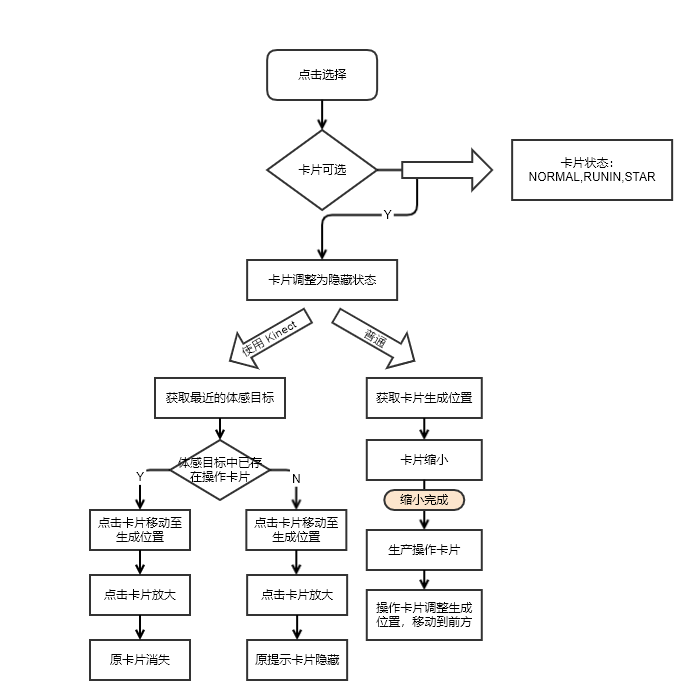 点击选择
卡片可选
卡片状态：
NORMAL,RUNIN,STAR
Y
卡片调整为隐藏状态
使用 Kinect
普通
获取最近的体感目标
获取卡片生成位置
体感目标中已存
在操作卡片
卡片缩小
Y
N
缩小完成
点击卡片移动至
生成位置
点击卡片移动至
生成位置
生产操作卡片
点击卡片放大
点击卡片放大
操作卡片调整生成
位置，移动到前方
原卡片消失
原提示卡片隐藏